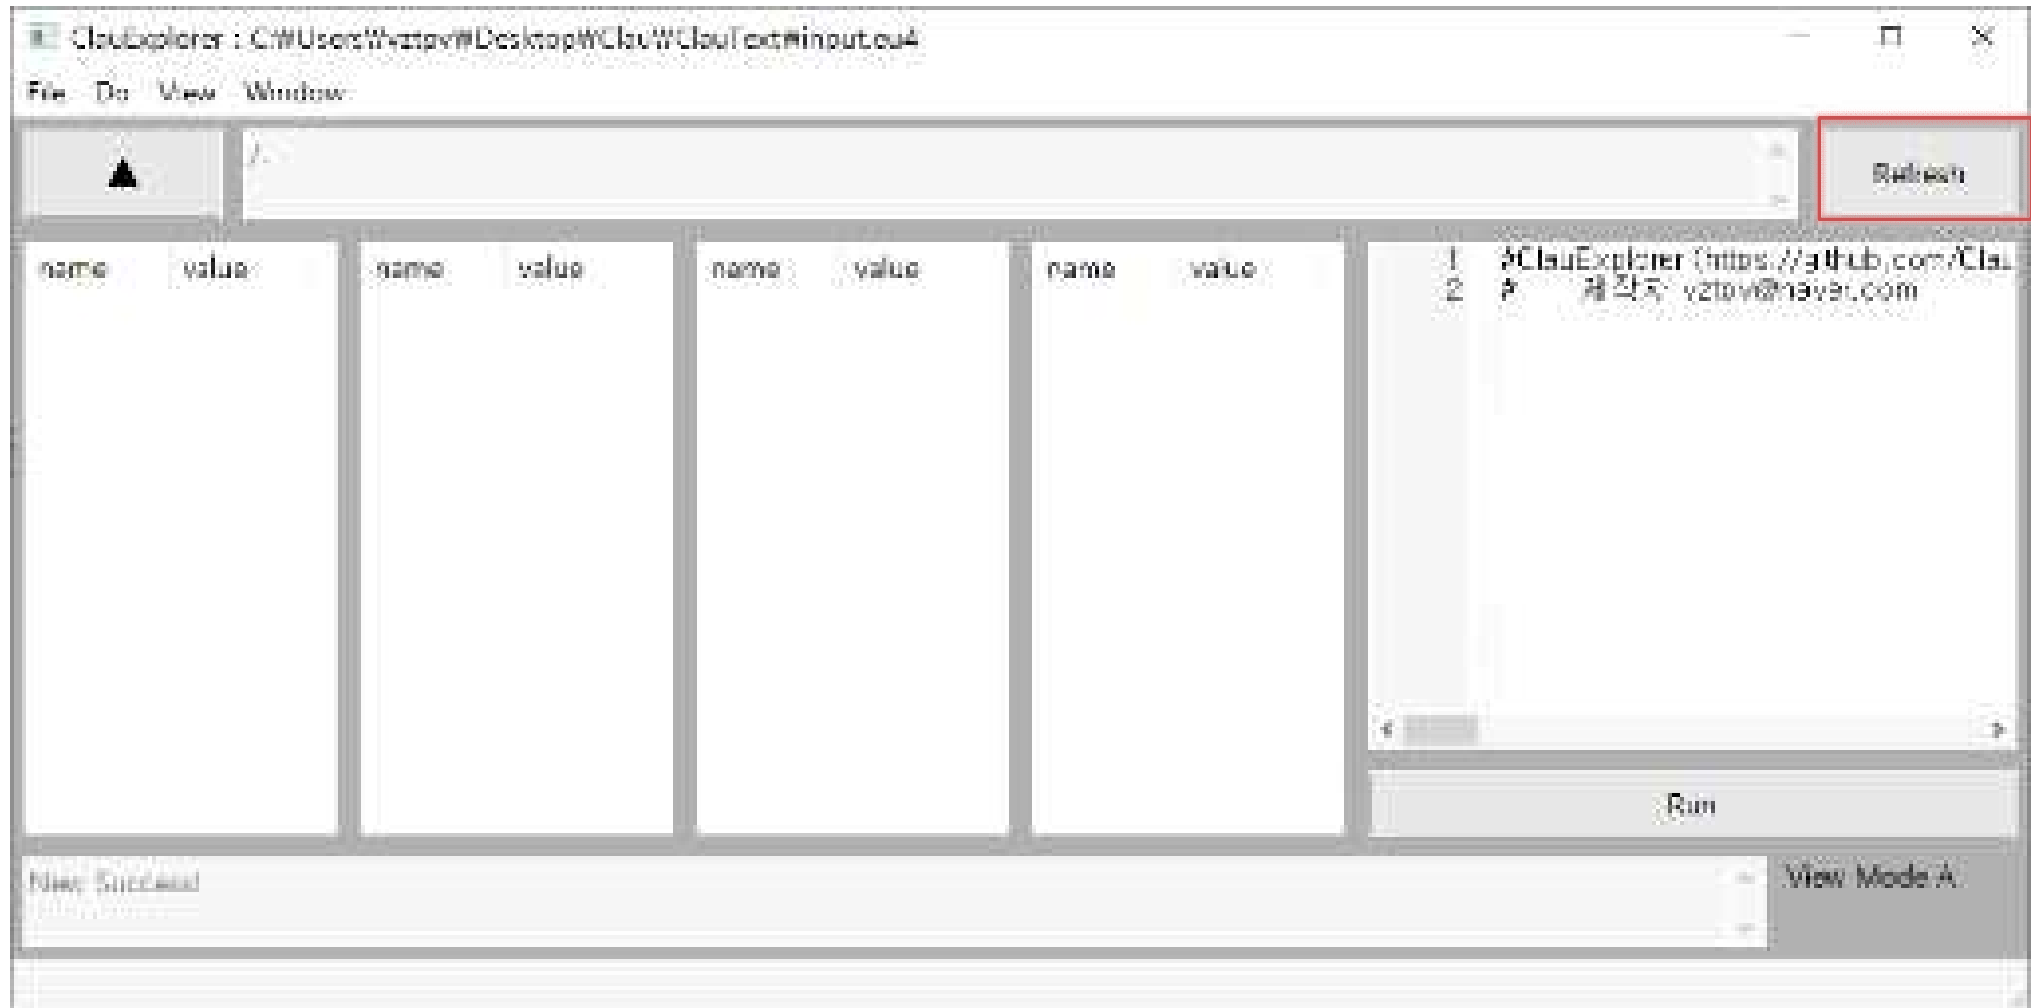 ClauExplorer : C:₩Users₩vztpv₩Desktop₩Clau₩ClauText₩input.eu4
File Do View Window
▲ /. Refresh
name value name value name value name value
1 #ClauExplorer (https://github.com/Clau
2 # 제작자: vztpv@naver.com
Run
New Success!
View Mode A